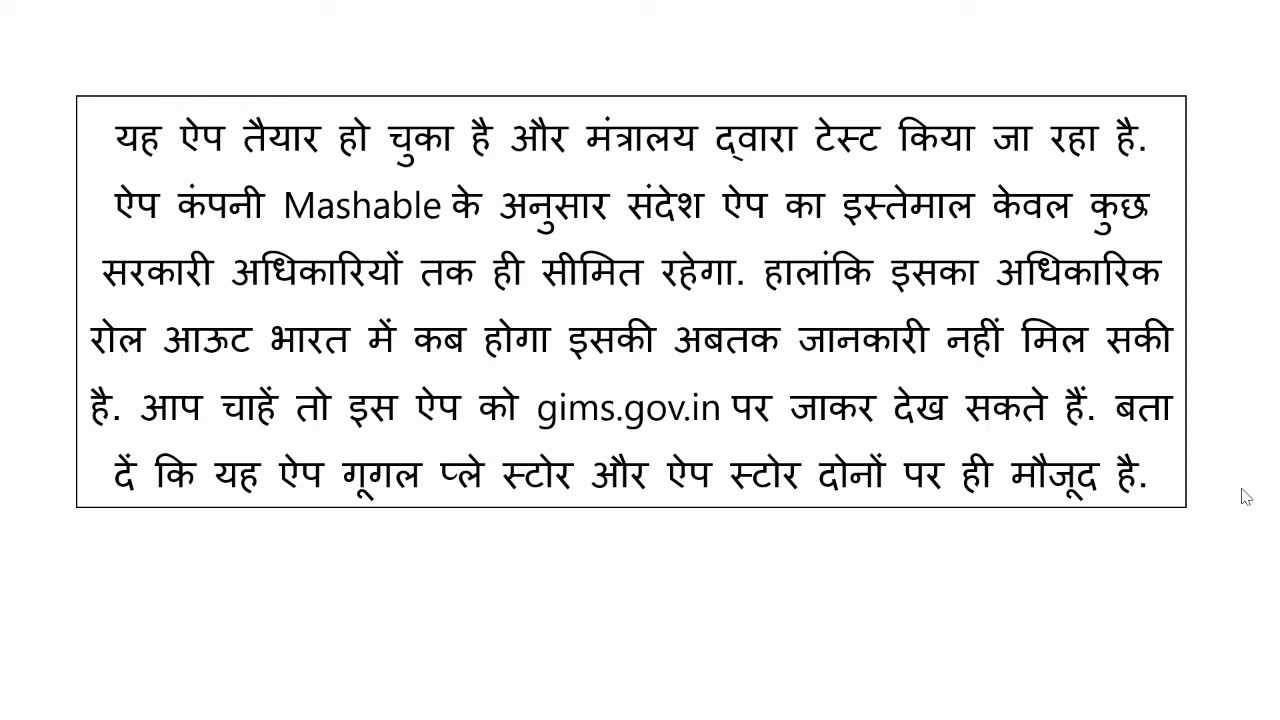 यह ऐप तैयार हो चुका है और मंत्रालय द्‌वारा टेस्ट किया जा रहा है.
ऐप कंपनी Mashable के अनुसार संदेश ऐप का इस्तेमाल केवल कुछ
सरकारी अधिकारियों तक ही सीमित रहेगा. हालांकि इसका अधिकारिक
रोल आऊट भारत में कब होगा इसकी अबतक जानकारी नहीं मिल सकी
है. आप चाहें तो इस ऐप को gims.gov.in पर जाकर देख सकते हैं. बता
दें कि यह ऐप गूगल प्ले स्टोर और ऐप स्टोर दोनों पर ही मौजूद है.